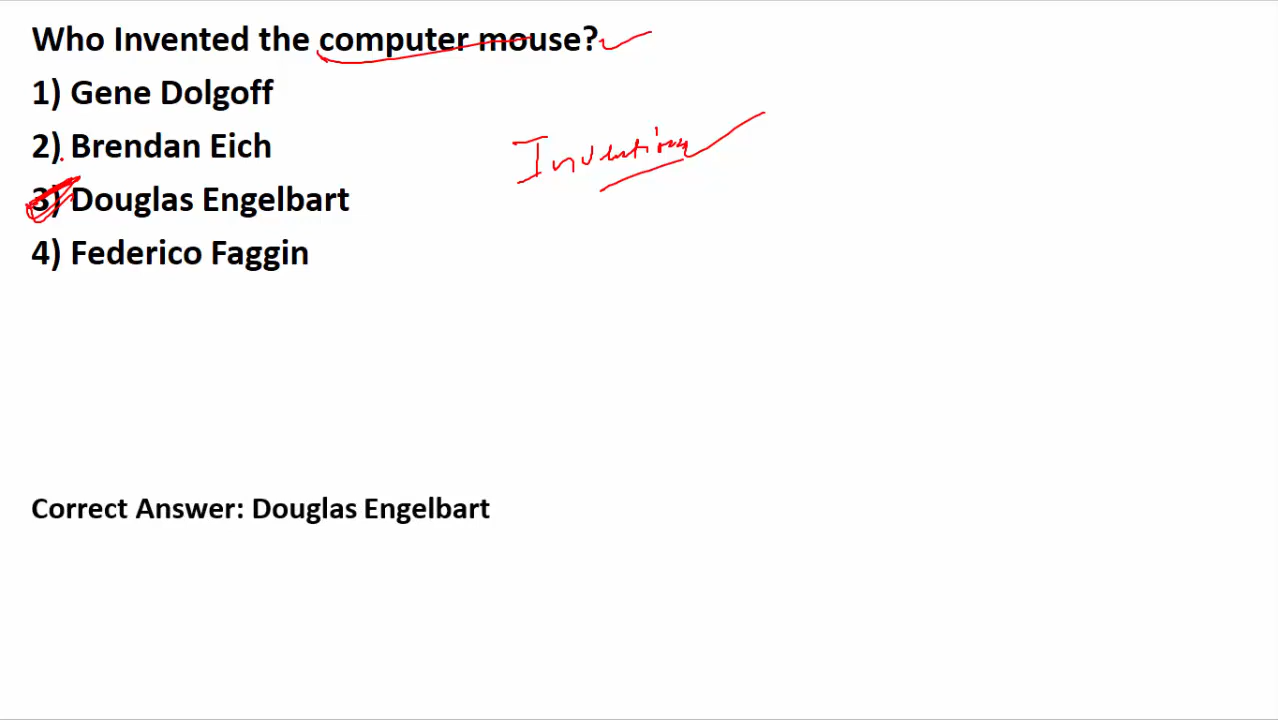 Who Invented the computer mouse?
1) Gene Dolgoff
2) Brendan Eich
3) Douglas Engelbart
4) Federico Faggin
Inventions
Correct Answer: Douglas Engelbart